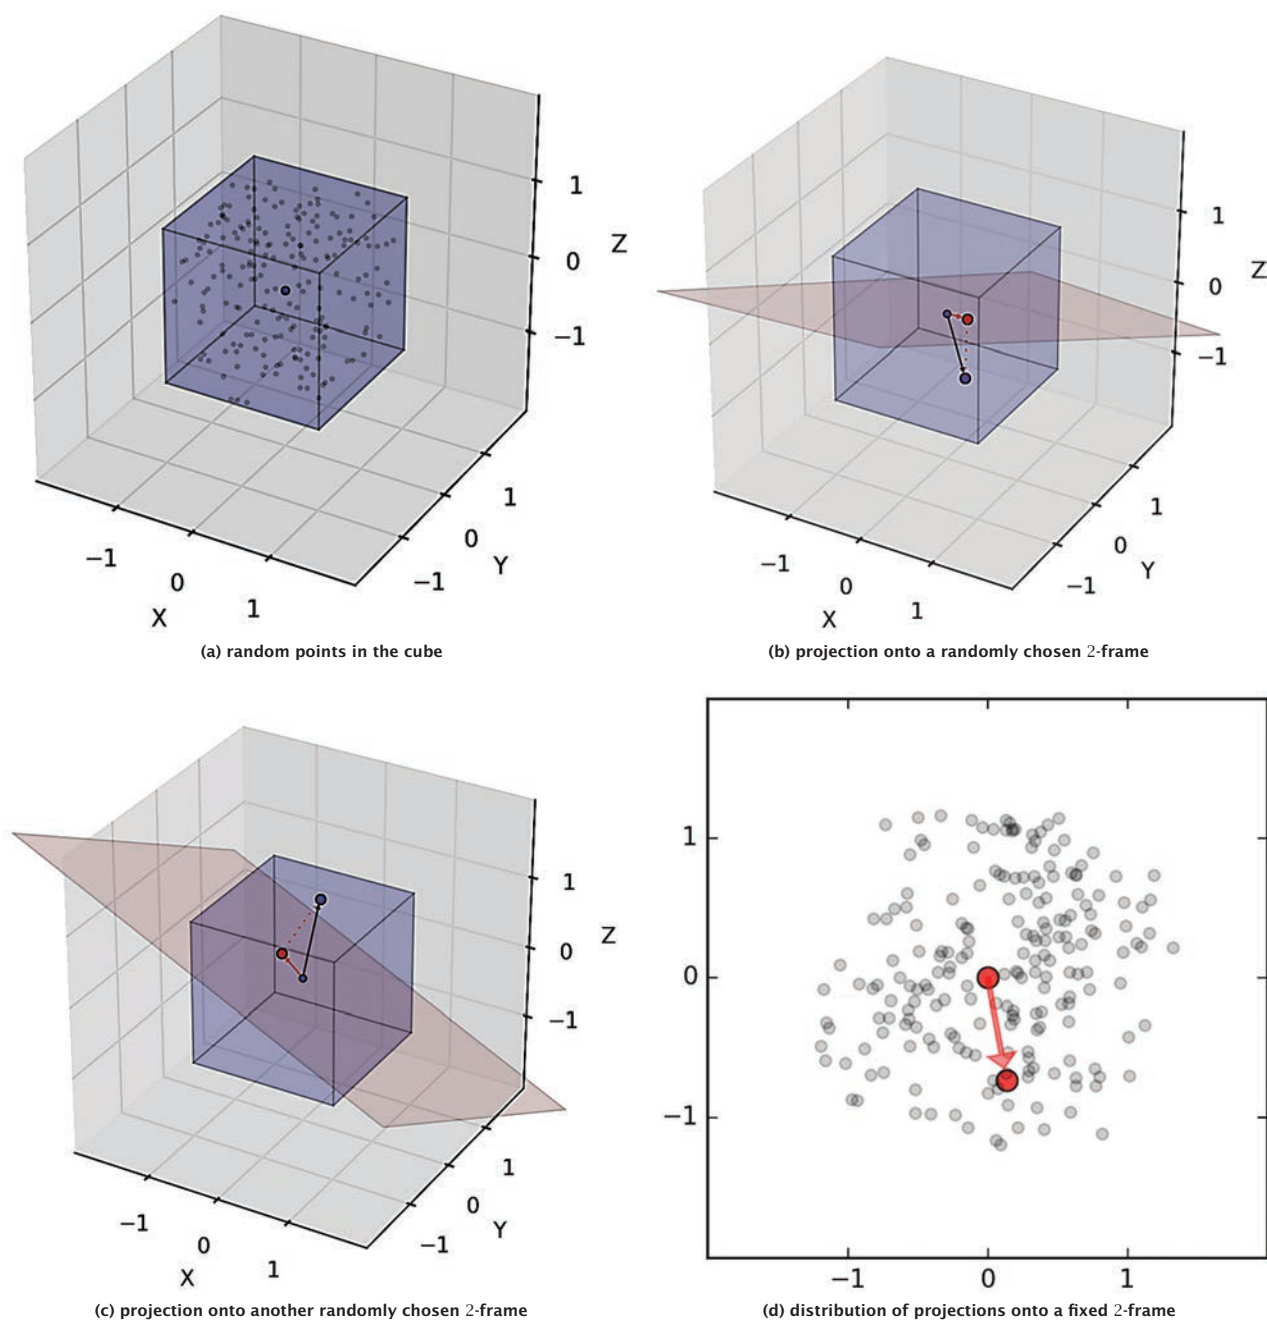 1
0
−1
Z
1
0
−1
Y
−1
0
1
X
(a) random points in the cube
1
0
−1
Z
1
0
−1
Y
−1
0
1
X
(b) projection onto a randomly chosen 2-frame
1
0
−1
Z
1
0
−1
Y
−1
0
1
X
(c) projection onto another randomly chosen 2-frame
1
0
−1
−1 0 1
(d) distribution of projections onto a fixed 2-frame